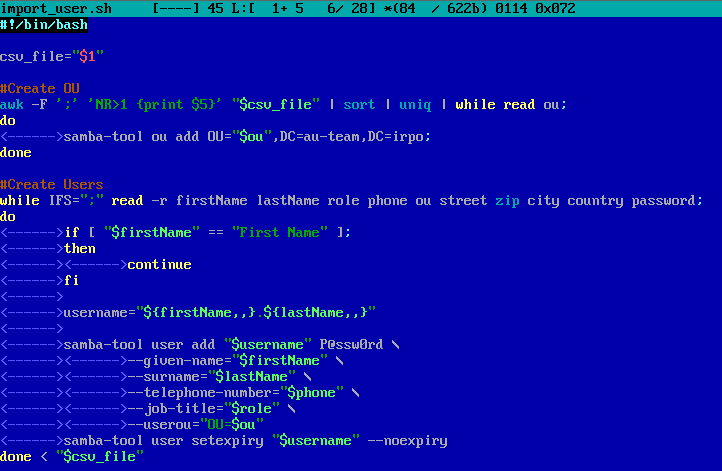 import_user.sh     [----] 45 L:[  1+ 5   6/ 28] *(84  / 622b) 0114 0x072
#!/bin/bash

csv_file="$1"

#Create OU
awk -F ';' 'NR>1 {print $5}' "$csv_file" | sort | uniq | while read ou;
do
<------>samba-tool ou add OU="$ou",DC=au-team,DC=irpo;
done

#Create Users
while IFS=";" read -r firstName lastName role phone ou street zip city country password;
do
<------>if [ "$firstName" == "First Name" ];
<------>then
<------><------>continue
<------>fi
<------>
<------>username="${firstName,,}.${lastName,,}"
<------>
<------>samba-tool user add "$username" P@ssw0rd \
<------><------>--given-name="$firstName" \
<------><------>--surname="$lastName" \
<------><------>--telephone-number="$phone" \
<------><------>--job-title="$role" \
<------><------>--userou="OU=$ou"
<------>samba-tool user setexpiry "$username" --noexpiry
done < "$csv_file"